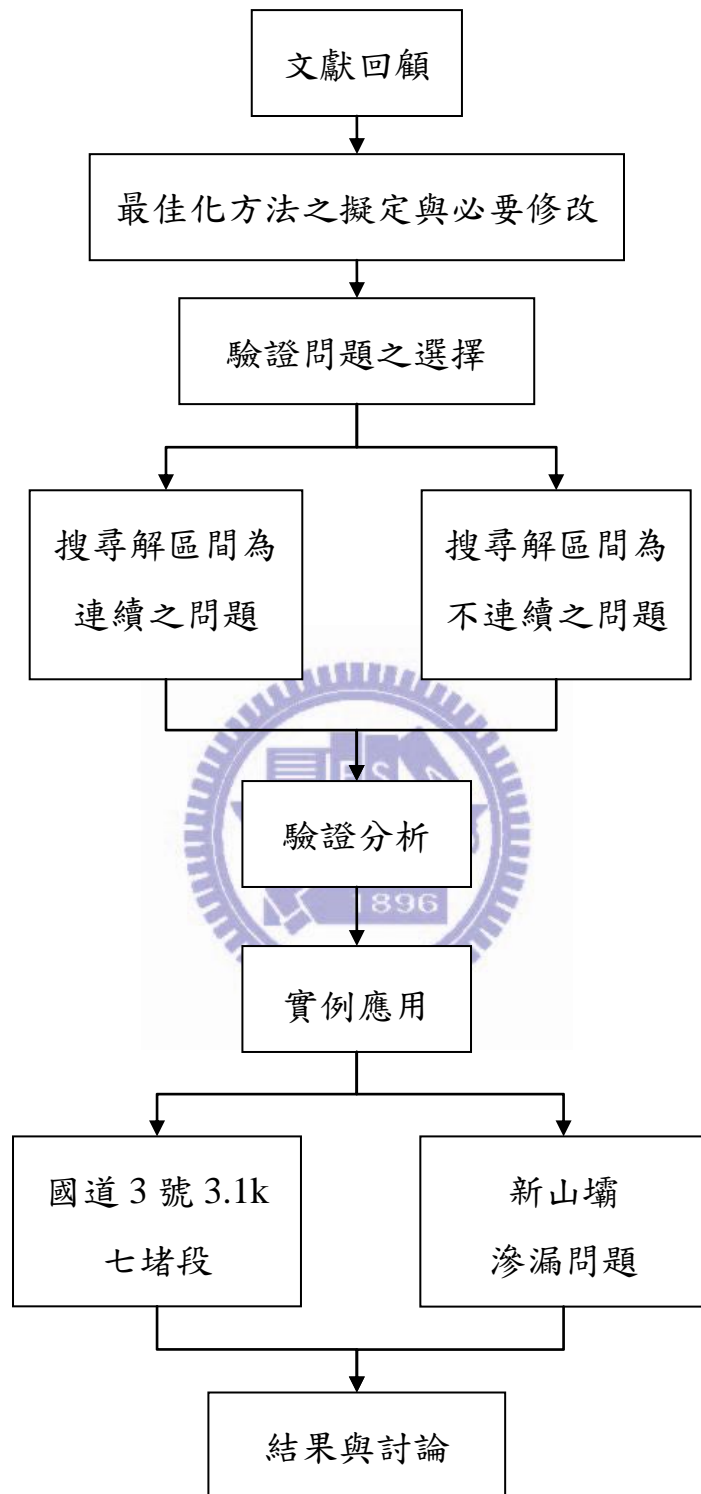 文獻回顧
最佳化方法之擬定與必要修改
驗證問題之選擇
搜尋解區間為
連續之問題
搜尋解區間為
不連續之問題
驗證分析
1896
實例應用
國道 3 號 3.1k
七堵段
新山壩
滲漏問題
結果與討論